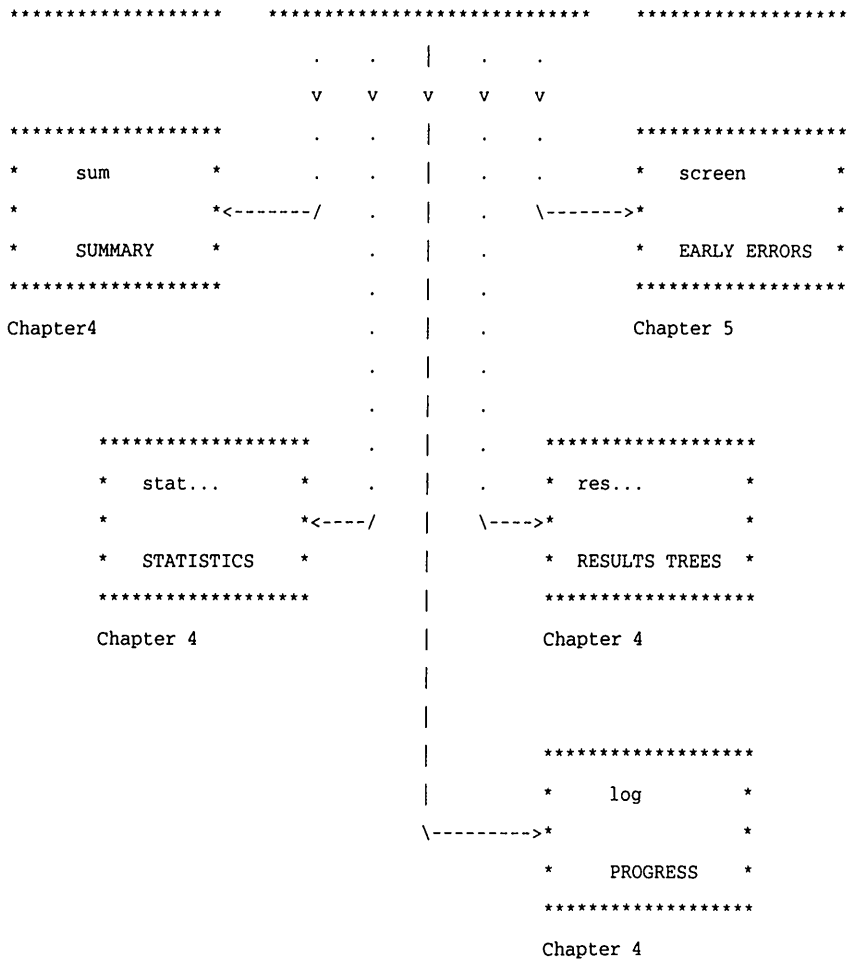 sum
screen
SUMMARY
EARLY ERRORS
Chapter4
Chapter 5
stat...
res...
STATISTICS
RESULTS TREES
Chapter 4
Chapter 4
log
PROGRESS
Chapter 4